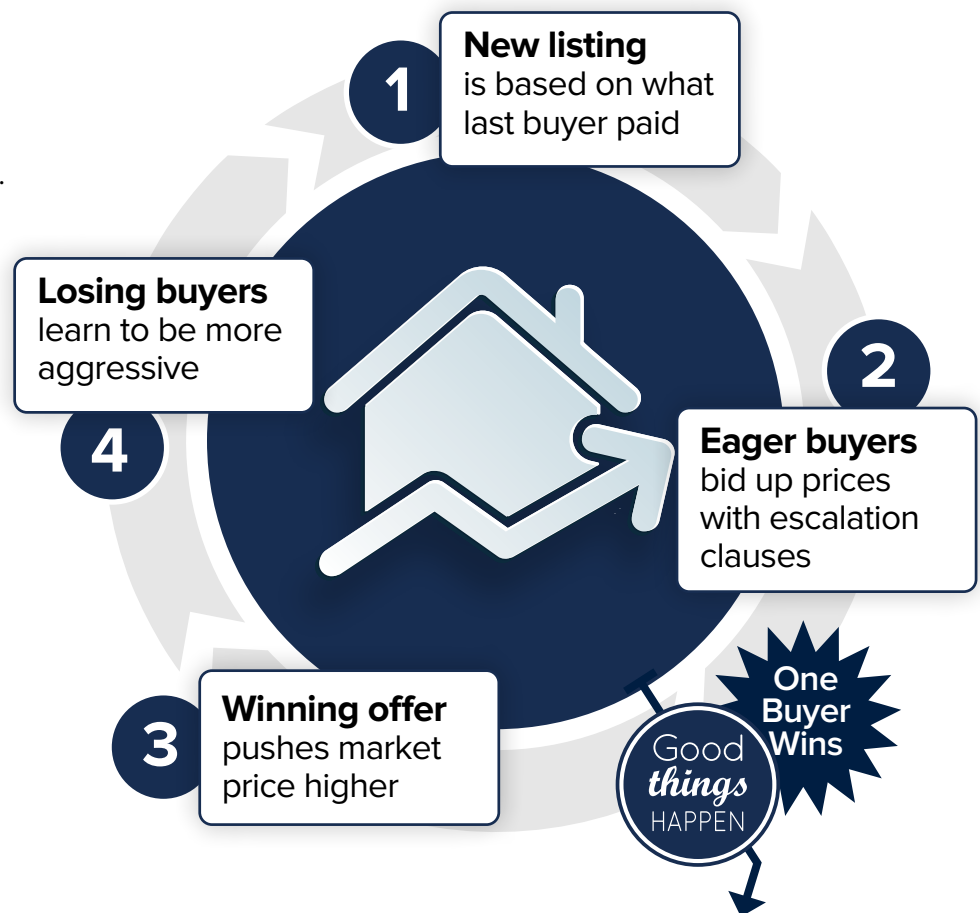 1
New listing
is based on what
last buyer paid
2
Eager buyers
bid up prices
with escalation
clauses
One
Buyer
Wins
Good
things
HAPPEN
3
Winning offer
pushes market
price higher
4
Losing buyers
learn to be more
aggressive
.